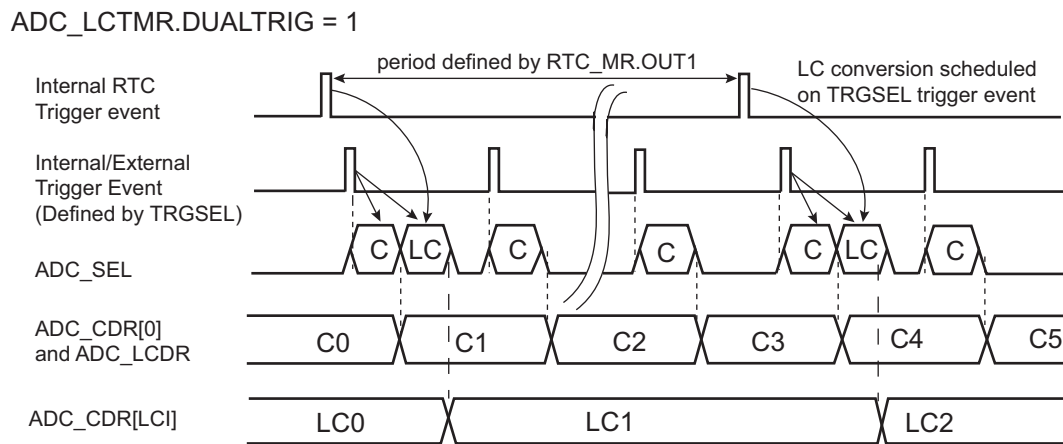 ADC_LCTMR.DUALTRIG = 1
period defined by RTC_MR.OUT1
Internal RTC
Trigger event
LC conversion scheduled
on TRGSEL trigger event
Internal/External
Trigger Event
(Defined by TRGSEL)
ADC_SEL
C LC C C C LC C
ADC_CDR[0]
and ADC_LCDR
C0 C1 C2 C3 C4 C5
ADC_CDR[LCI]
LC0 LC1 LC2